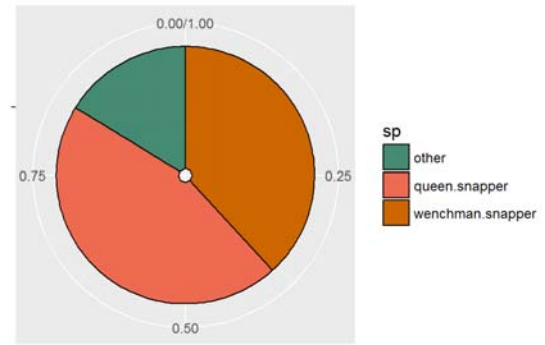 0.00/1.00
0.75
0.25
0.50
sp
other
queen.snapper
wenchman.snapper